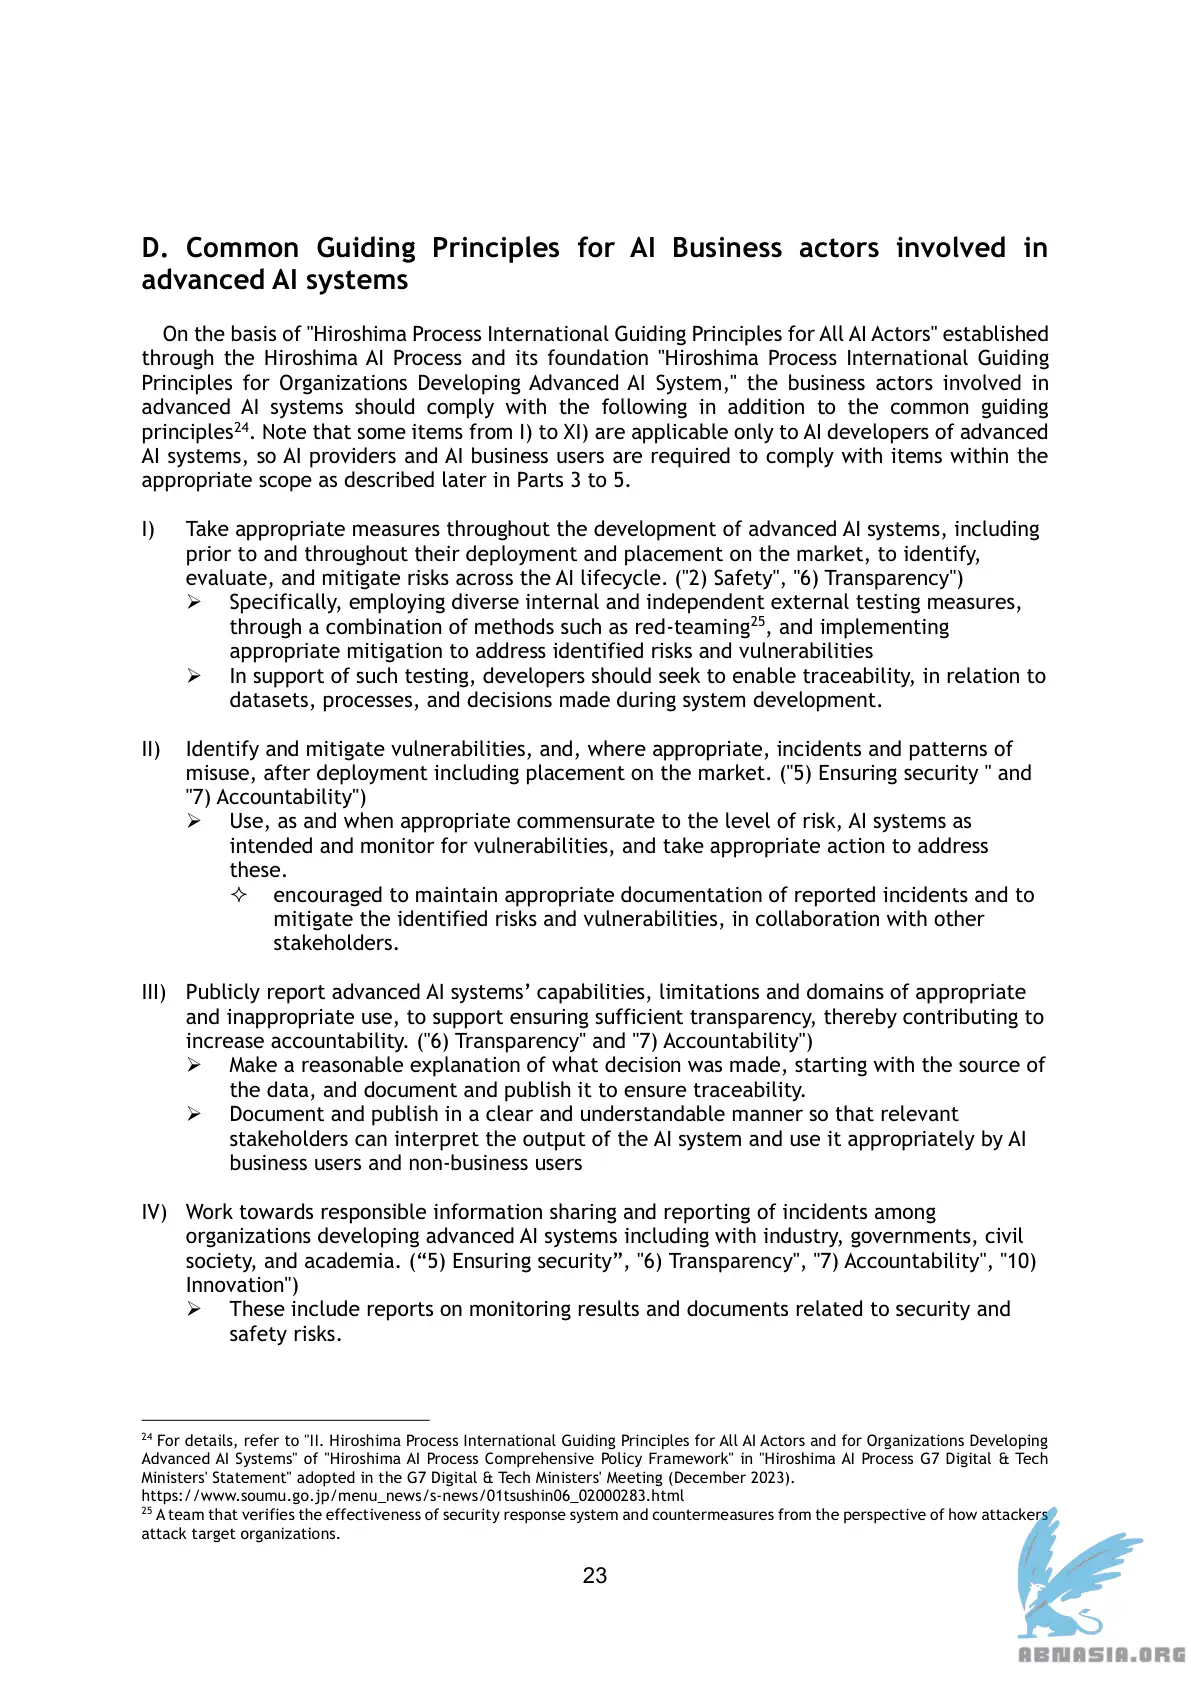 D. Common Guiding Principles for AI Business actors involved in
advanced AI systems
On the basis of "Hiroshima Process International Guiding Principles for All AI Actors" established
through the Hiroshima AI Process and its foundation "Hiroshima Process International Guiding
Principles for Organizations Developing Advanced AI System," the business actors involved in
advanced AI systems should comply with the following in addition to the common guiding
principles24. Note that some items from I) to XI) are applicable only to AI developers of advanced
AI systems, so AI providers and AI business users are required to comply with items within the
appropriate scope as described later in Parts 3 to 5.
I) Take appropriate measures throughout the development of advanced AI systems, including
prior to and throughout their deployment and placement on the market, to identify,
evaluate, and mitigate risks across the AI lifecycle. ("2) Safety", "6) Transparency")
➢ Specifically, employing diverse internal and independent external testing measures,
through a combination of methods such as red-teaming25, and implementing
appropriate mitigation to address identified risks and vulnerabilities
➢ In support of such testing, developers should seek to enable traceability, in relation to
datasets, processes, and decisions made during system development.
II) Identify and mitigate vulnerabilities, and, where appropriate, incidents and patterns of
misuse, after deployment including placement on the market. ("5) Ensuring security " and
"7) Accountability")
➢ Use, as and when appropriate commensurate to the level of risk, AI systems as
intended and monitor for vulnerabilities, and take appropriate action to address
these.
✧ encouraged to maintain appropriate documentation of reported incidents and to
mitigate the identified risks and vulnerabilities, in collaboration with other
stakeholders.
III) Publicly report advanced AI systems’ capabilities, limitations and domains of appropriate
and inappropriate use, to support ensuring sufficient transparency, thereby contributing to
increase accountability. ("6) Transparency" and "7) Accountability")
➢ Make a reasonable explanation of what decision was made, starting with the source of
the data, and document and publish it to ensure traceability.
➢ Document and publish in a clear and understandable manner so that relevant
stakeholders can interpret the output of the AI system and use it appropriately by AI
business users and non-business users
IV) Work towards responsible information sharing and reporting of incidents among
organizations developing advanced AI systems including with industry, governments, civil
society, and academia. (“5) Ensuring security”, "6) Transparency", "7) Accountability", "10)
Innovation")
➢ These include reports on monitoring results and documents related to security and
safety risks.
24 For details, refer to "II. Hiroshima Process International Guiding Principles for All AI Actors and for Organizations Developing
Advanced AI Systems" of "Hiroshima AI Process Comprehensive Policy Framework" in "Hiroshima AI Process G7 Digital & Tech
Ministers' Statement" adopted in the G7 Digital & Tech Ministers' Meeting (December 2023).
https://www.soumu.go.jp/menu_news/s-news/01tsushin06_02000283.html
25 A team that verifies the effectiveness of security response system and countermeasures from the perspective of how attackers
attack target organizations.
23
ABNASIA.ORG